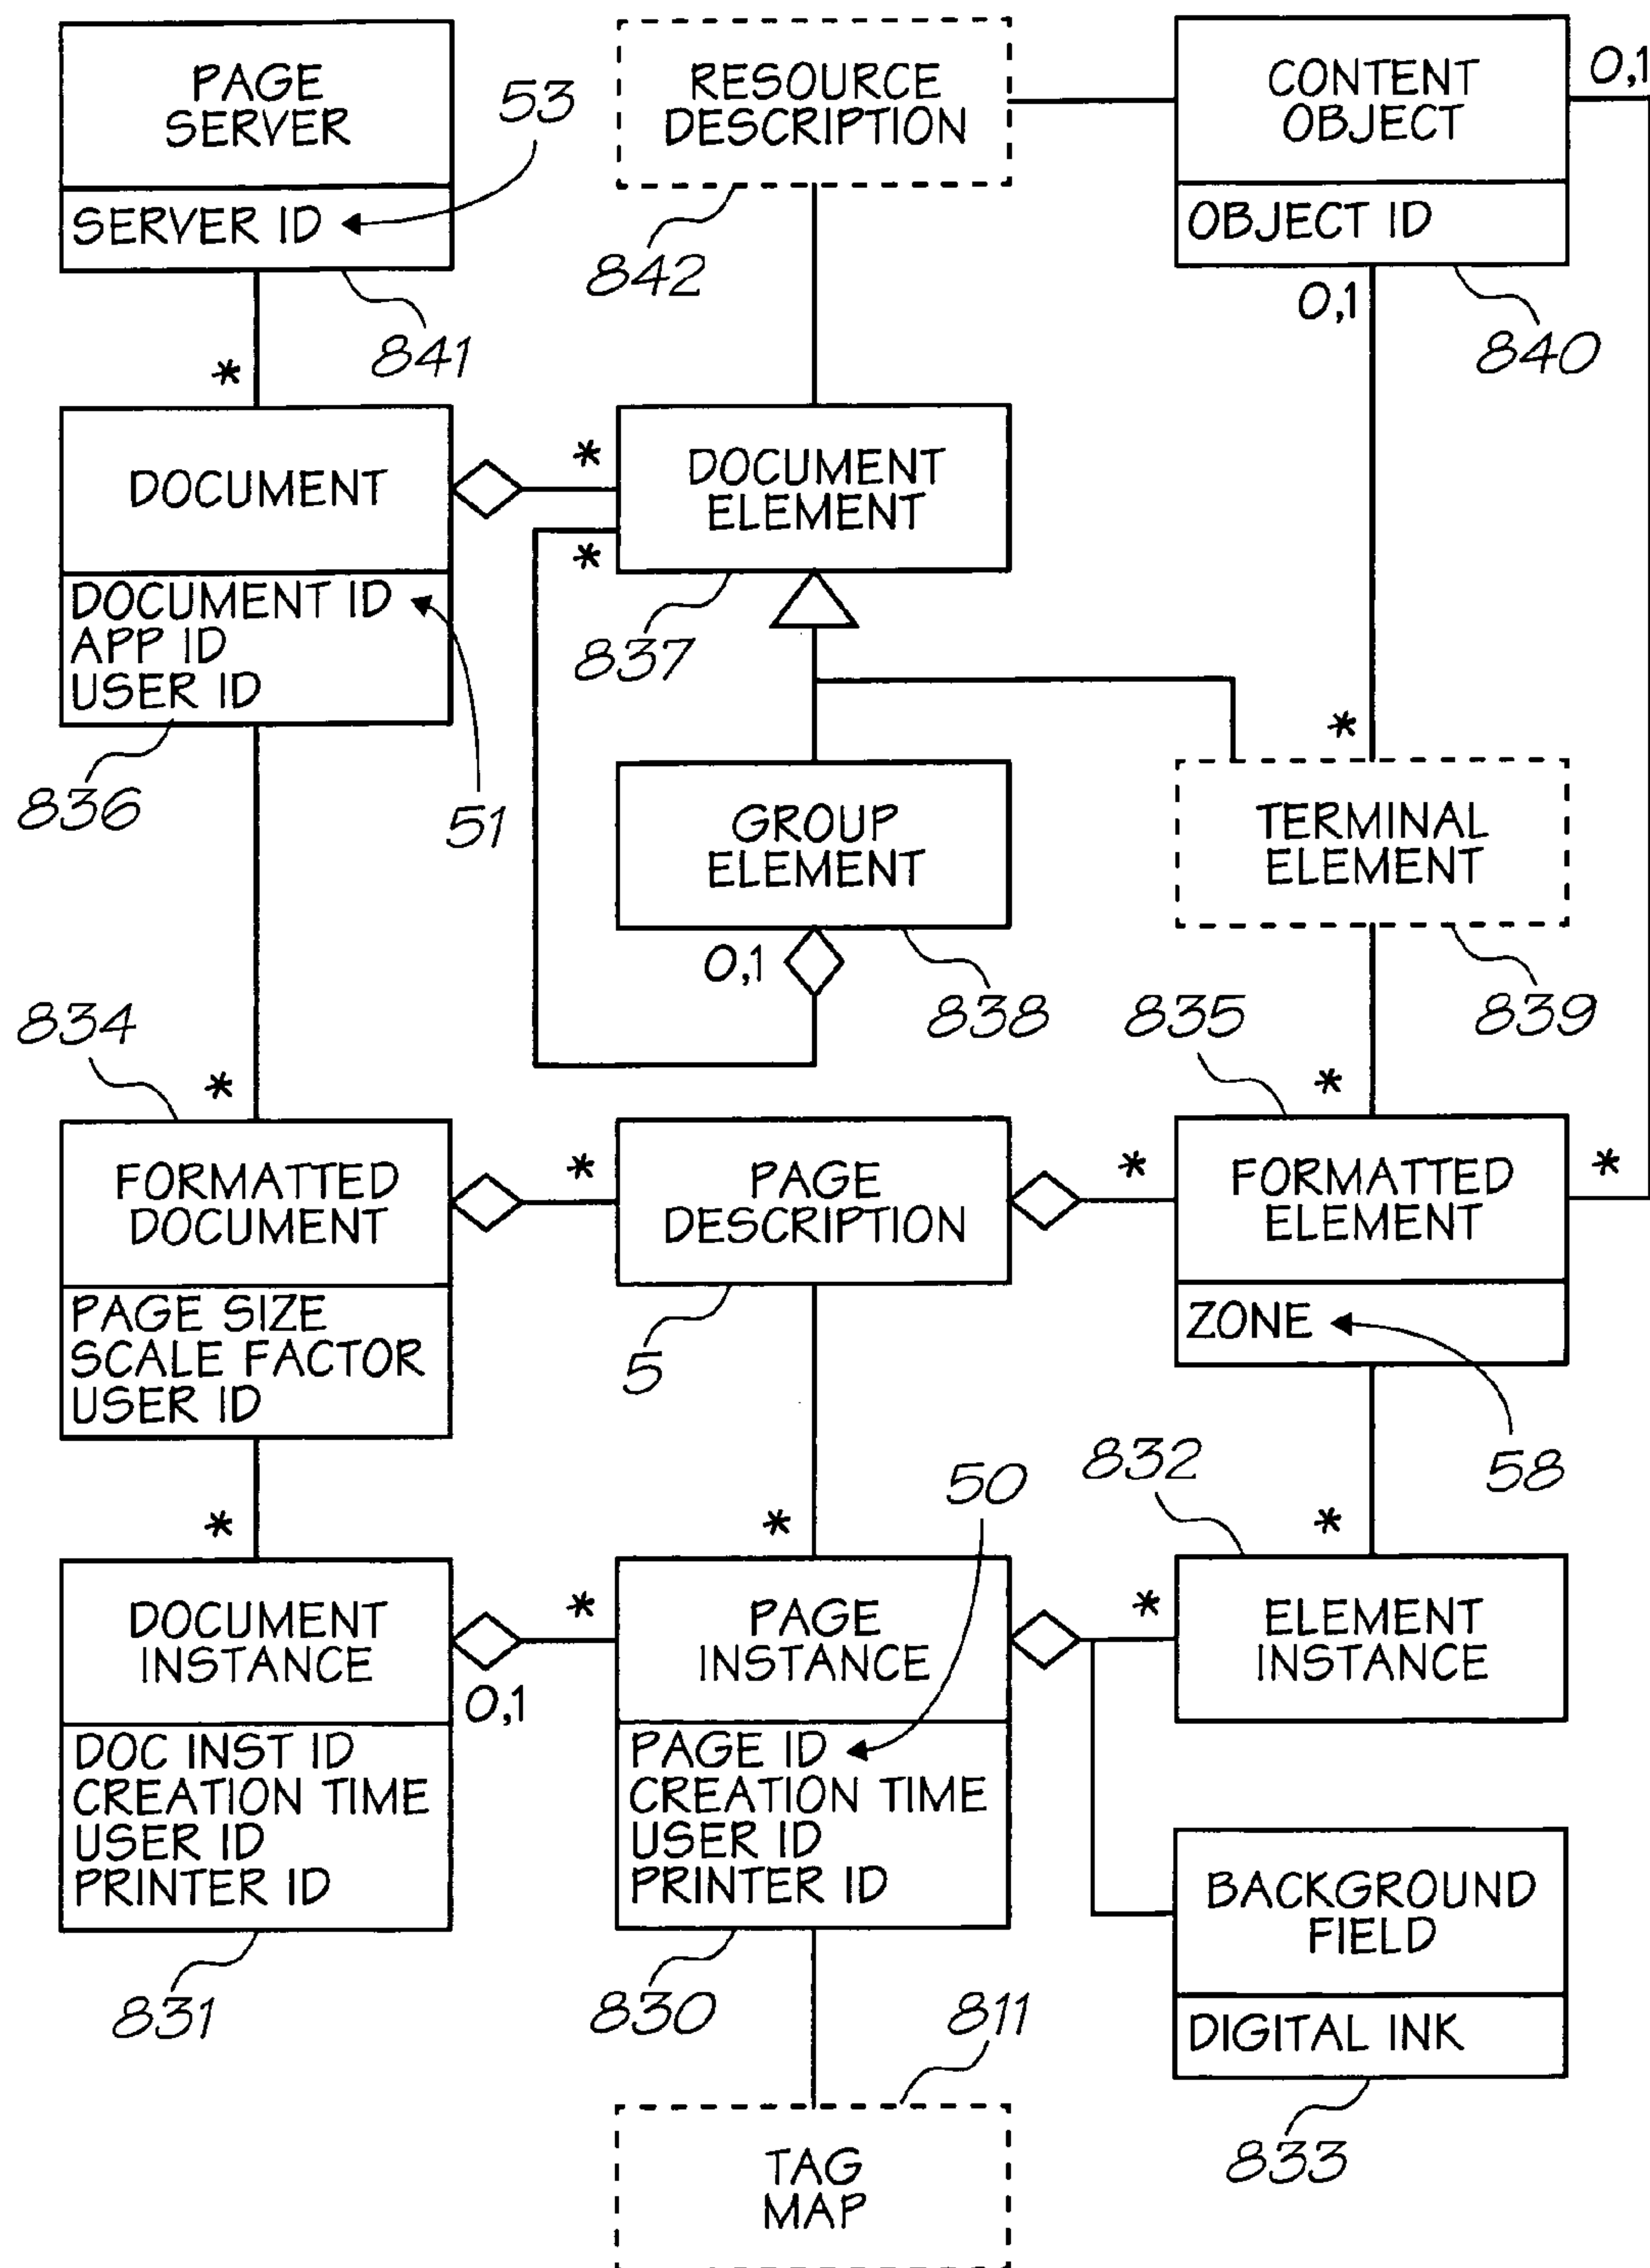 PAGE
SERVER
SERVER ID
53
841
RESOURCE
DESCRIPTION
842
CONTENT
OBJECT
OBJECT ID
0,1
0,1
840
*
DOCUMENT
DOCUMENT ID
APP ID
USER ID
836
51
*
*
DOCUMENT
ELEMENT
837
GROUP
ELEMENT
0,1
838
*
TERMINAL
ELEMENT
839
834
*
FORMATTED
DOCUMENT
PAGE SIZE
SCALE FACTOR
USER ID
*
PAGE
DESCRIPTION
5
835
*
*
FORMATTED
ELEMENT
*
ZONE
58
*
DOCUMENT
INSTANCE
DOC INST ID
CREATION TIME
USER ID
PRINTER ID
831
0,1
*
*
50
PAGE
INSTANCE
PAGE ID
CREATION TIME
USER ID
PRINTER ID
830
832
*
*
ELEMENT
INSTANCE
BACKGROUND
FIELD
DIGITAL INK
833
811
TAG
MAP